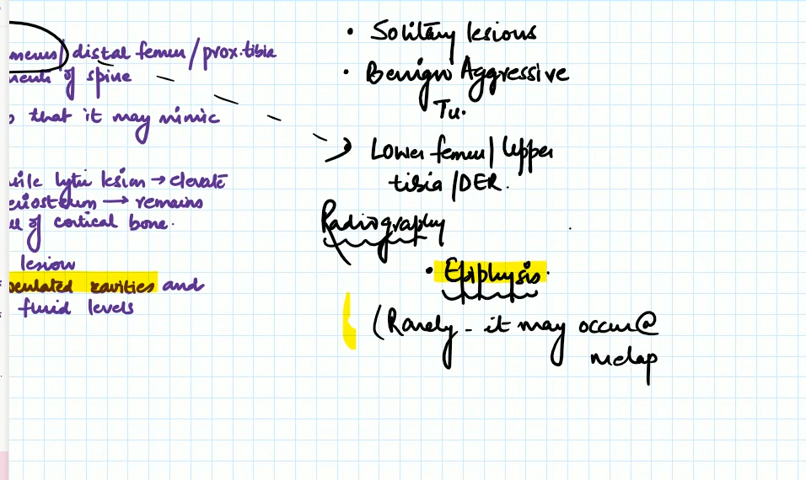 distal femur / prox. tibia
of spine
that it may mimic
lytic lesion → elevate
→ remains
of cortical bone.
lesion
cavities and
fluid levels
• Solitary lesions
• Benign Aggressive
Tu.
Lower femur / Upper
tibia / DER.
Radiography
• Epiphysis.
(Rarely - it may occur @
metap